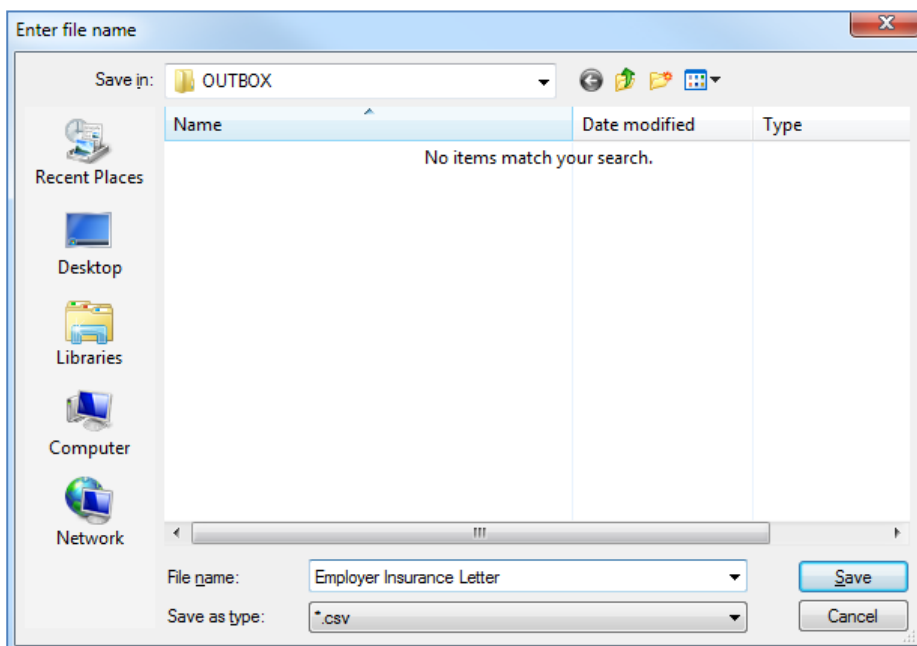 Enter file name
X
Save in: OUTBOX
Name Date modified Type
No items match your search.
Recent Places
Desktop
Libraries
Computer
Network
File name: Employer Insurance Letter Save
Save as type: *.csv Cancel